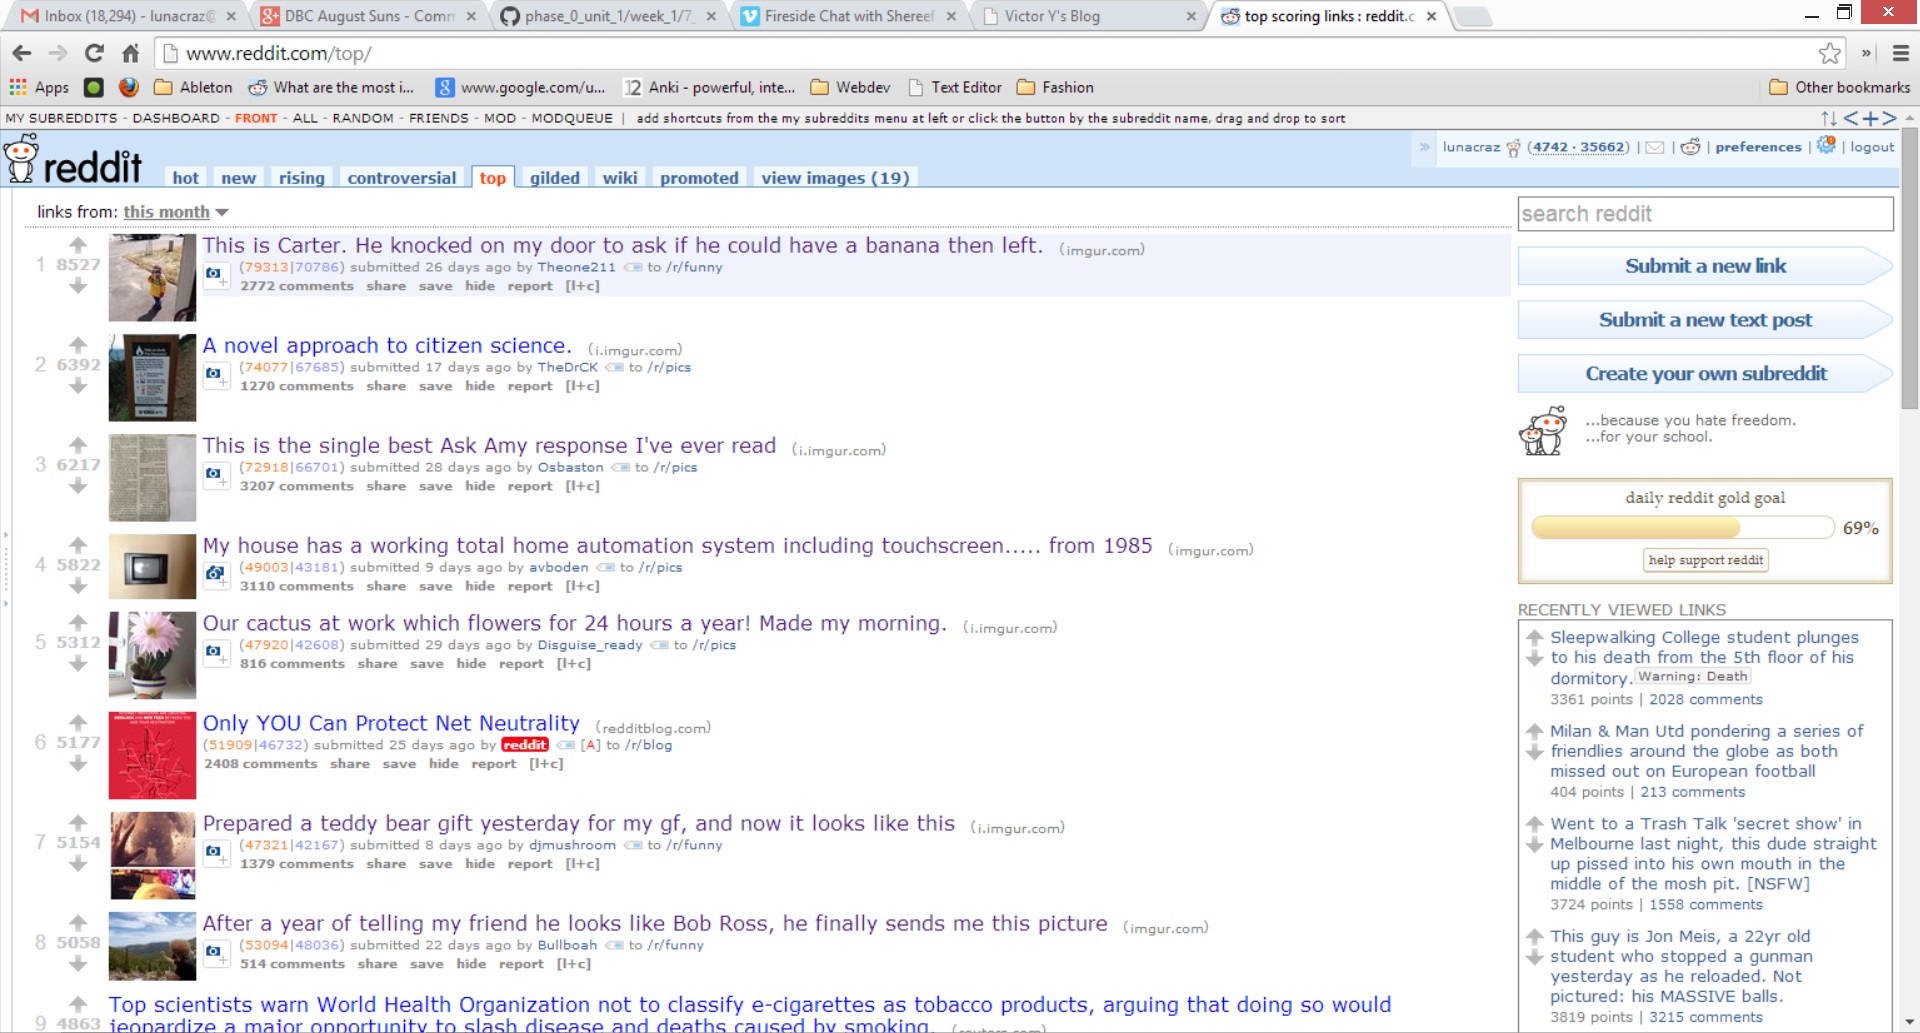 Inbox (18,294) - lunacraz@
DBC August Suns - Comm
phase_0_unit_1/week_1/7_
Fireside Chat with Shereef
Victor Y's Blog
top scoring links : reddit.c
www.reddit.com/top/
Apps
Ableton
What are the most i...
www.google.com/u...
Anki - powerful, inte...
Webdev
Text Editor
Fashion
Other bookmarks
MY SUBREDDITS - DASHBOARD - FRONT - ALL - RANDOM - FRIENDS - MOD - MODQUEUE | add shortcuts from the my subreddits menu at left or click the button by the subreddit name, drag and drop to sort
reddit
hot new rising controversial top gilded wiki promoted view images (19)
lunacraz (4742 · 35662) | | | preferences | | logout
links from: this month
1 8527
This is Carter. He knocked on my door to ask if he could have a banana then left. (imgur.com)
(79313|70786) submitted 26 days ago by Theone211 to /r/funny
2772 comments share save hide report [l+c]
2 6392
A novel approach to citizen science. (i.imgur.com)
(74077|67685) submitted 17 days ago by TheDrCK to /r/pics
1270 comments share save hide report [l+c]
3 6217
This is the single best Ask Amy response I've ever read (i.imgur.com)
(72918|66701) submitted 28 days ago by Osbaston to /r/pics
3207 comments share save hide report [l+c]
4 5822
My house has a working total home automation system including touchscreen..... from 1985 (imgur.com)
(49003|43181) submitted 9 days ago by avboden to /r/pics
3110 comments share save hide report [l+c]
5 5312
Our cactus at work which flowers for 24 hours a year! Made my morning. (i.imgur.com)
(47920|42608) submitted 29 days ago by Disguise_ready to /r/pics
816 comments share save hide report [l+c]
6 5177
Only YOU Can Protect Net Neutrality (redditblog.com)
(51909|46732) submitted 25 days ago by reddit [A] to /r/blog
2408 comments share save hide report [l+c]
7 5154
Prepared a teddy bear gift yesterday for my gf, and now it looks like this (i.imgur.com)
(47321|42167) submitted 8 days ago by djmushroom to /r/funny
1379 comments share save hide report [l+c]
8 5058
After a year of telling my friend he looks like Bob Ross, he finally sends me this picture (imgur.com)
(53094|48036) submitted 22 days ago by Bullboah to /r/funny
514 comments share save hide report [l+c]
9 4863
Top scientists warn World Health Organization not to classify e-cigarettes as tobacco products, arguing that doing so would
jeopardize a major opportunity to slash disease and deaths caused by smoking. (reuters.com)
search reddit
Submit a new link
Submit a new text post
Create your own subreddit
...because you hate freedom.
...for your school.
daily reddit gold goal
69%
help support reddit
RECENTLY VIEWED LINKS
Sleepwalking College student plunges
to his death from the 5th floor of his
dormitory. Warning: Death
3361 points | 2028 comments
Milan & Man Utd pondering a series of
friendlies around the globe as both
missed out on European football
404 points | 213 comments
Went to a Trash Talk 'secret show' in
Melbourne last night, this dude straight
up pissed into his own mouth in the
middle of the mosh pit. [NSFW]
3724 points | 1558 comments
This guy is Jon Meis, a 22yr old
student who stopped a gunman
yesterday as he reloaded. Not
pictured: his MASSIVE balls.
3819 points | 3215 comments